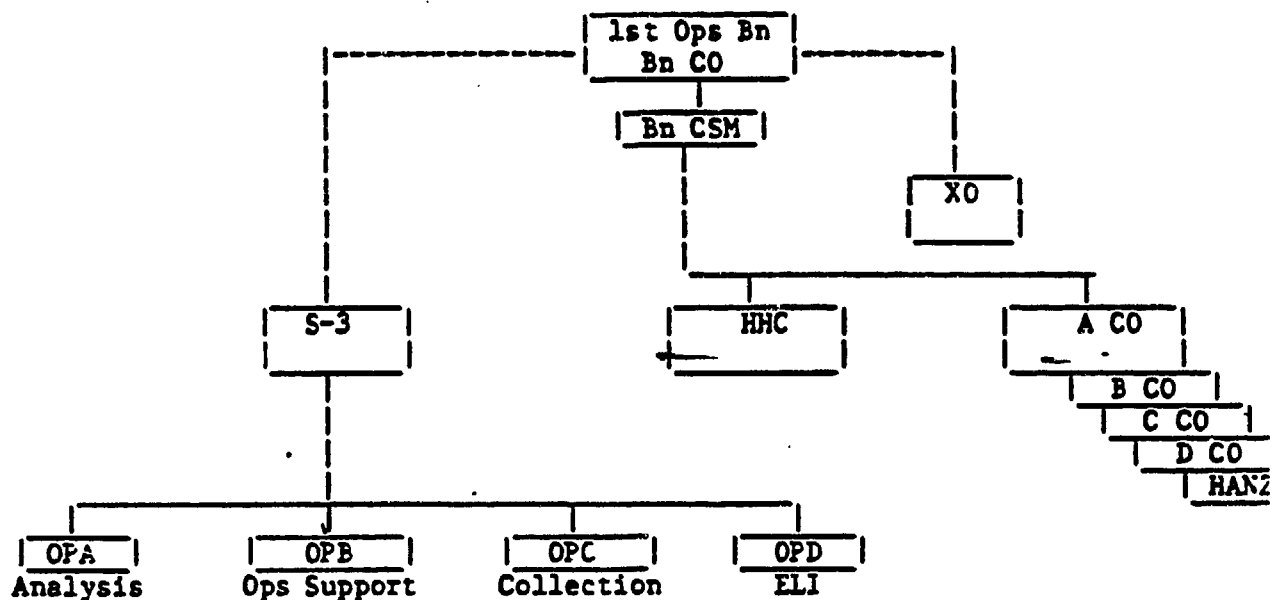 1st Ops Bn
Bn CO
Bn CSM
XO
S-3
HHC
A CO
B CO
C CO
D CO
HAN2
OPA
OPB
OPC
OPD
Analysis
Ops Support
Collection
ELI